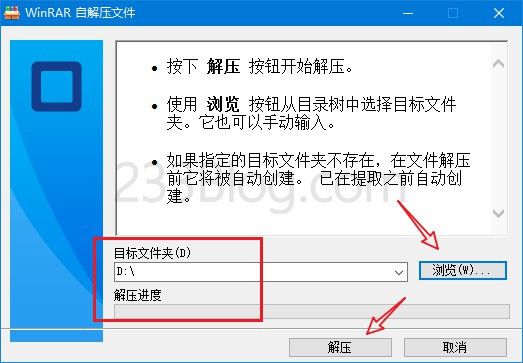 WinRAR 自解压文件
• 按下 解压 按钮开始解压。
• 使用 浏览 按钮从目录树中选择目标文件
夹。它也可以手动输入。
• 如果指定的目标文件夹不存在，在文件解压
前它将被自动创建。 已在提取之前自动创
建。
239Blog.com
目标文件夹(D)
D:\
浏览(W)...
解压进度
解压
取消